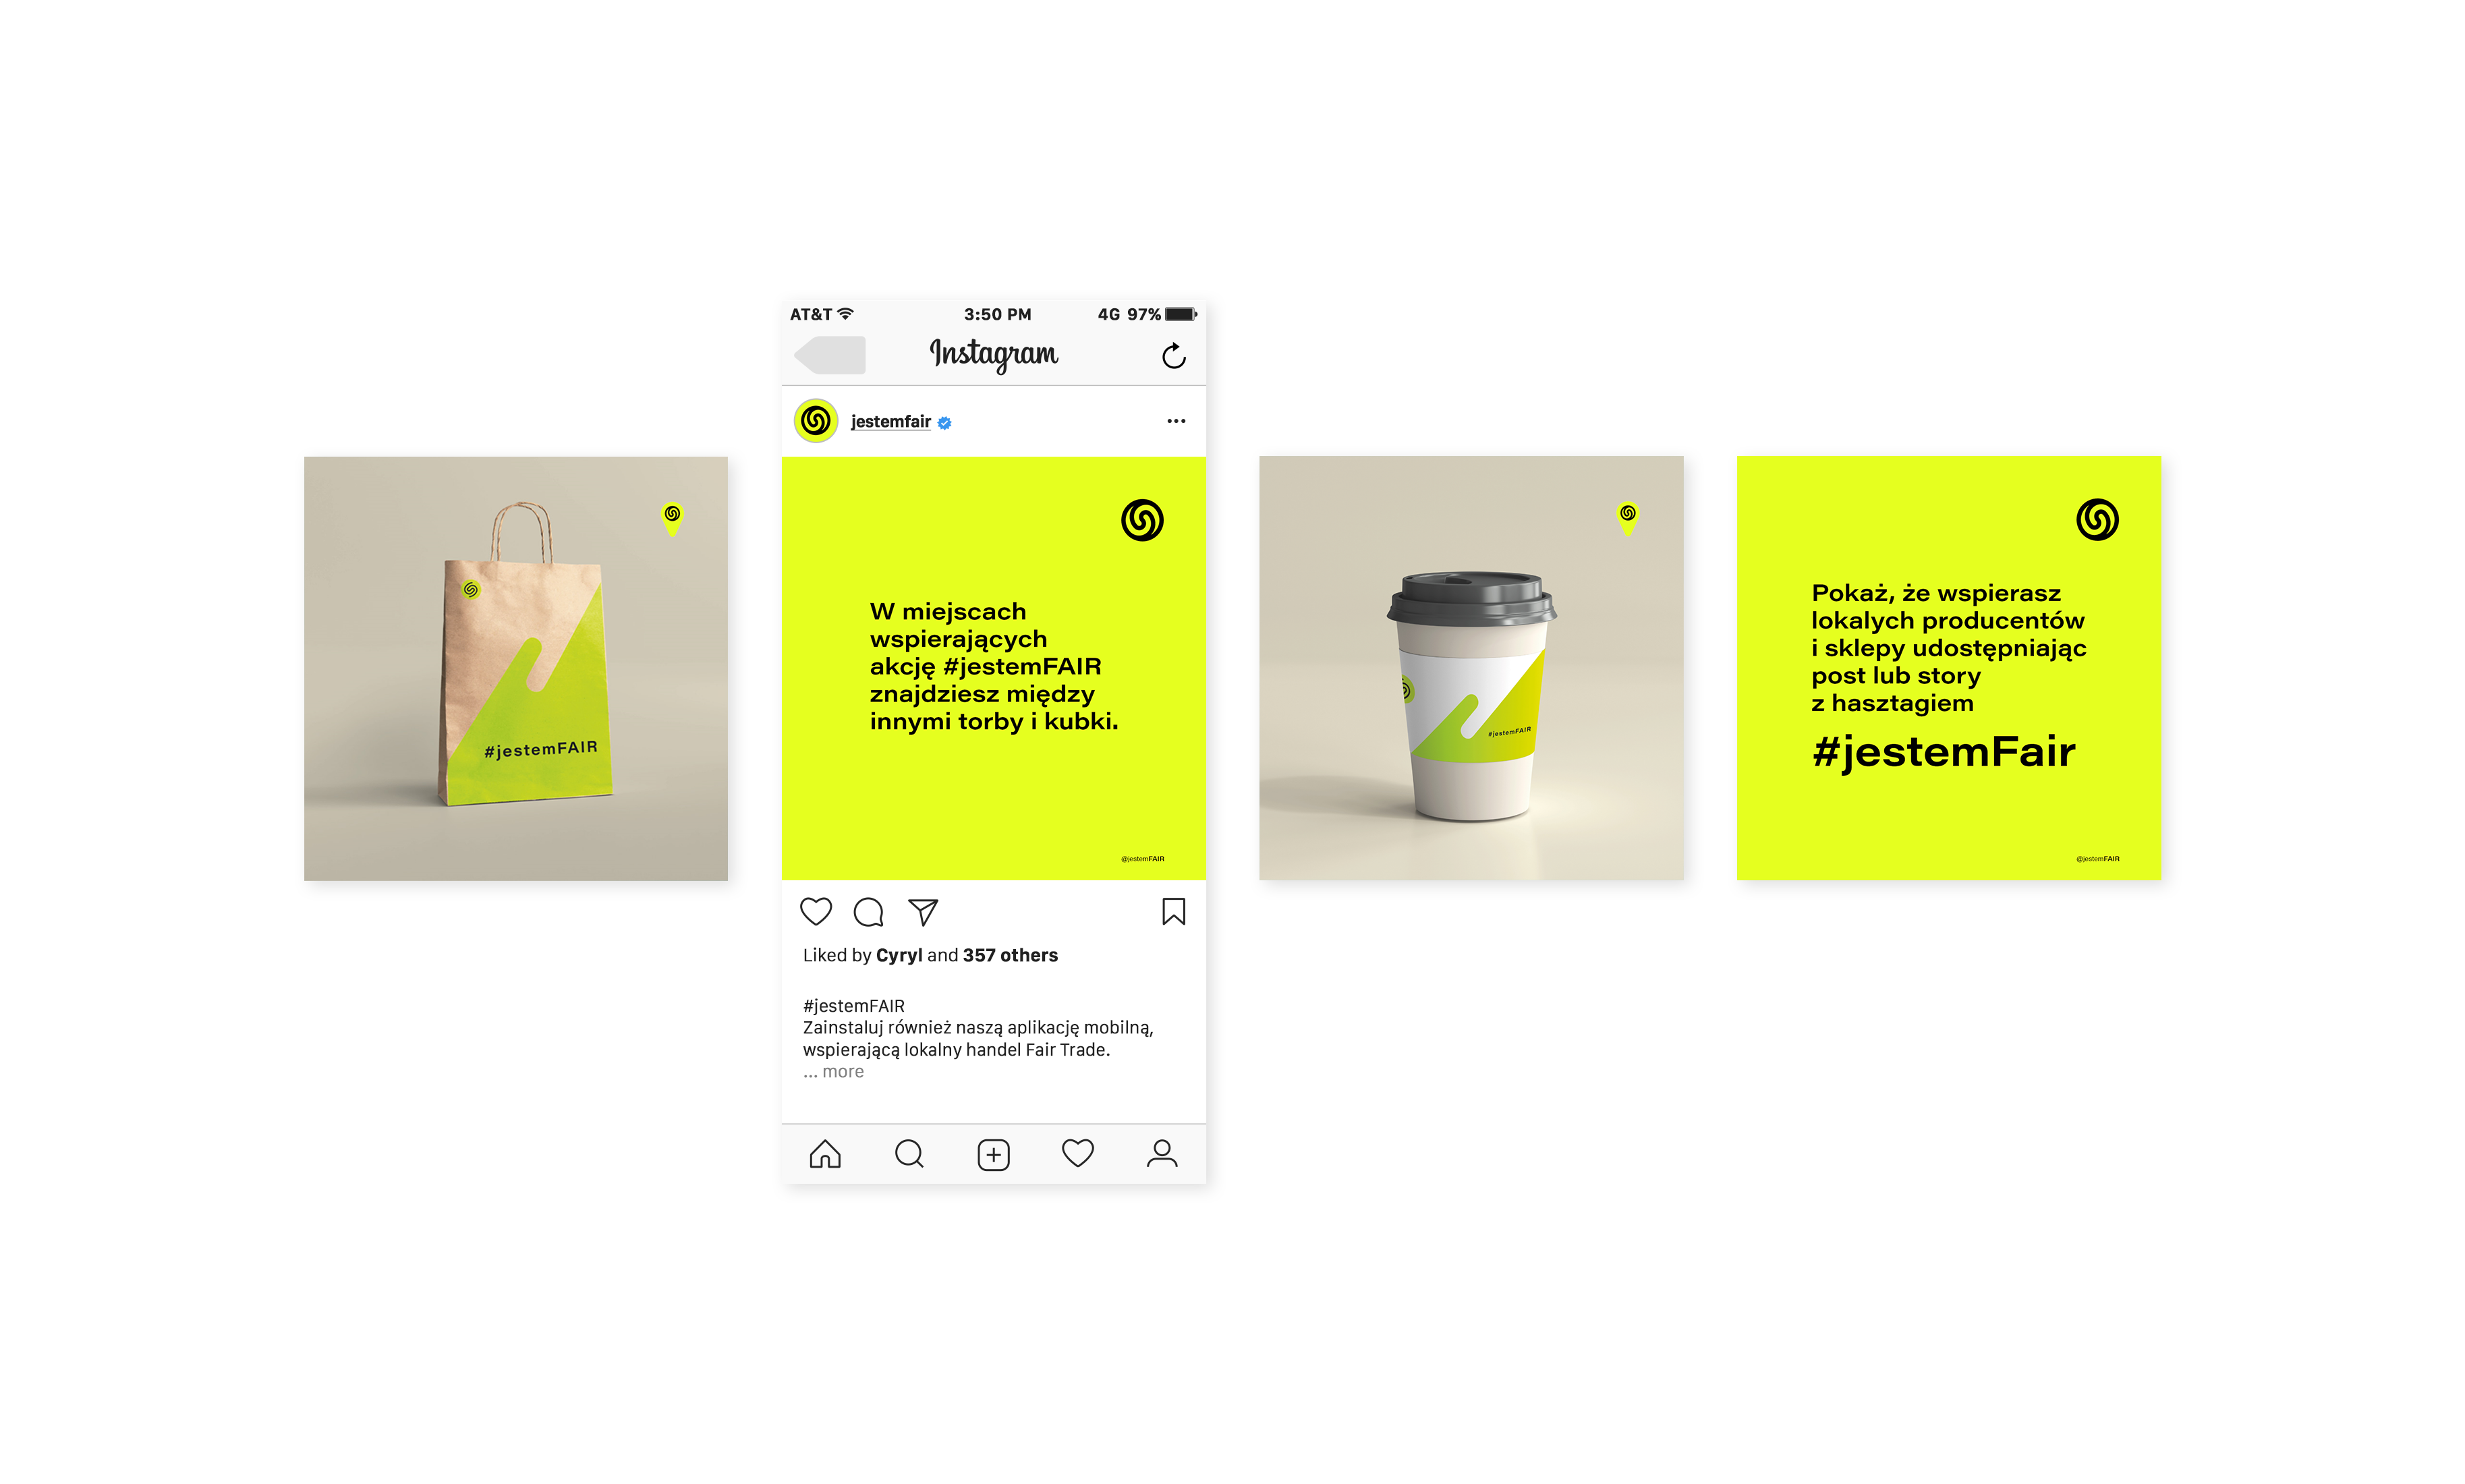 #jestemFAIR
AT&T 3:50 PM 4G 97%
Instagram
jestemfair
W miejscach
wspierających
akcję #jestemFAIR
znajdziesz między
innymi torby i kubki.
@jestemFAIR
Liked by Cyryl and 357 others
#jestemFAIR
Zainstaluj również naszą aplikację mobilną,
wspierającą lokalny handel Fair Trade.
... more
#jestemFAIR
Pokaż, że wspierasz
lokalych producentów
i sklepy udostępniając
post lub story
z hasztagiem
#jestemFair
@jestemFAIR